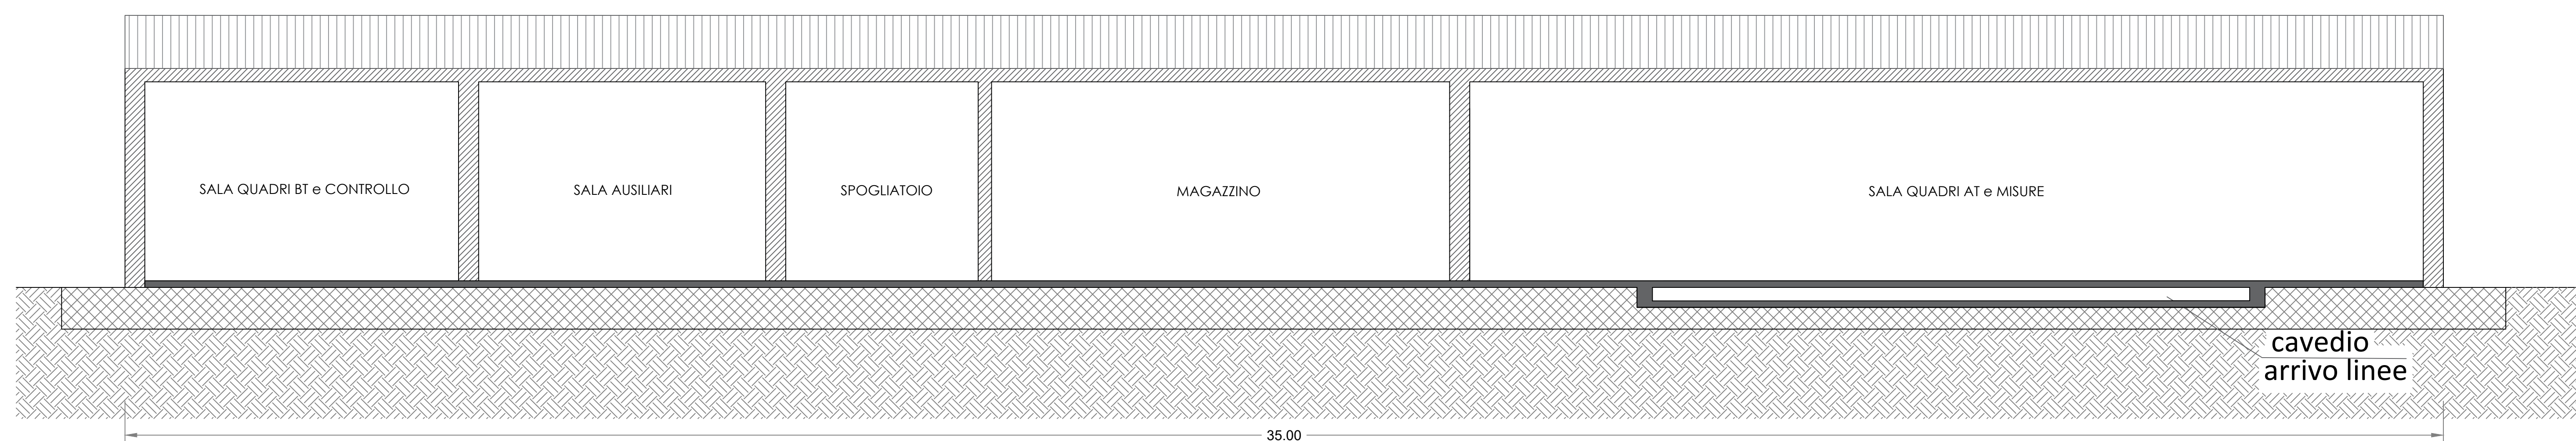 SALA QUADRI BT e CONTROLLO
SALA AUSILIARI
SPOGLIATOIO
MAGAZZINO
SALA QUADRI AT e MISURE
cavedio
arrivo linee
35.00